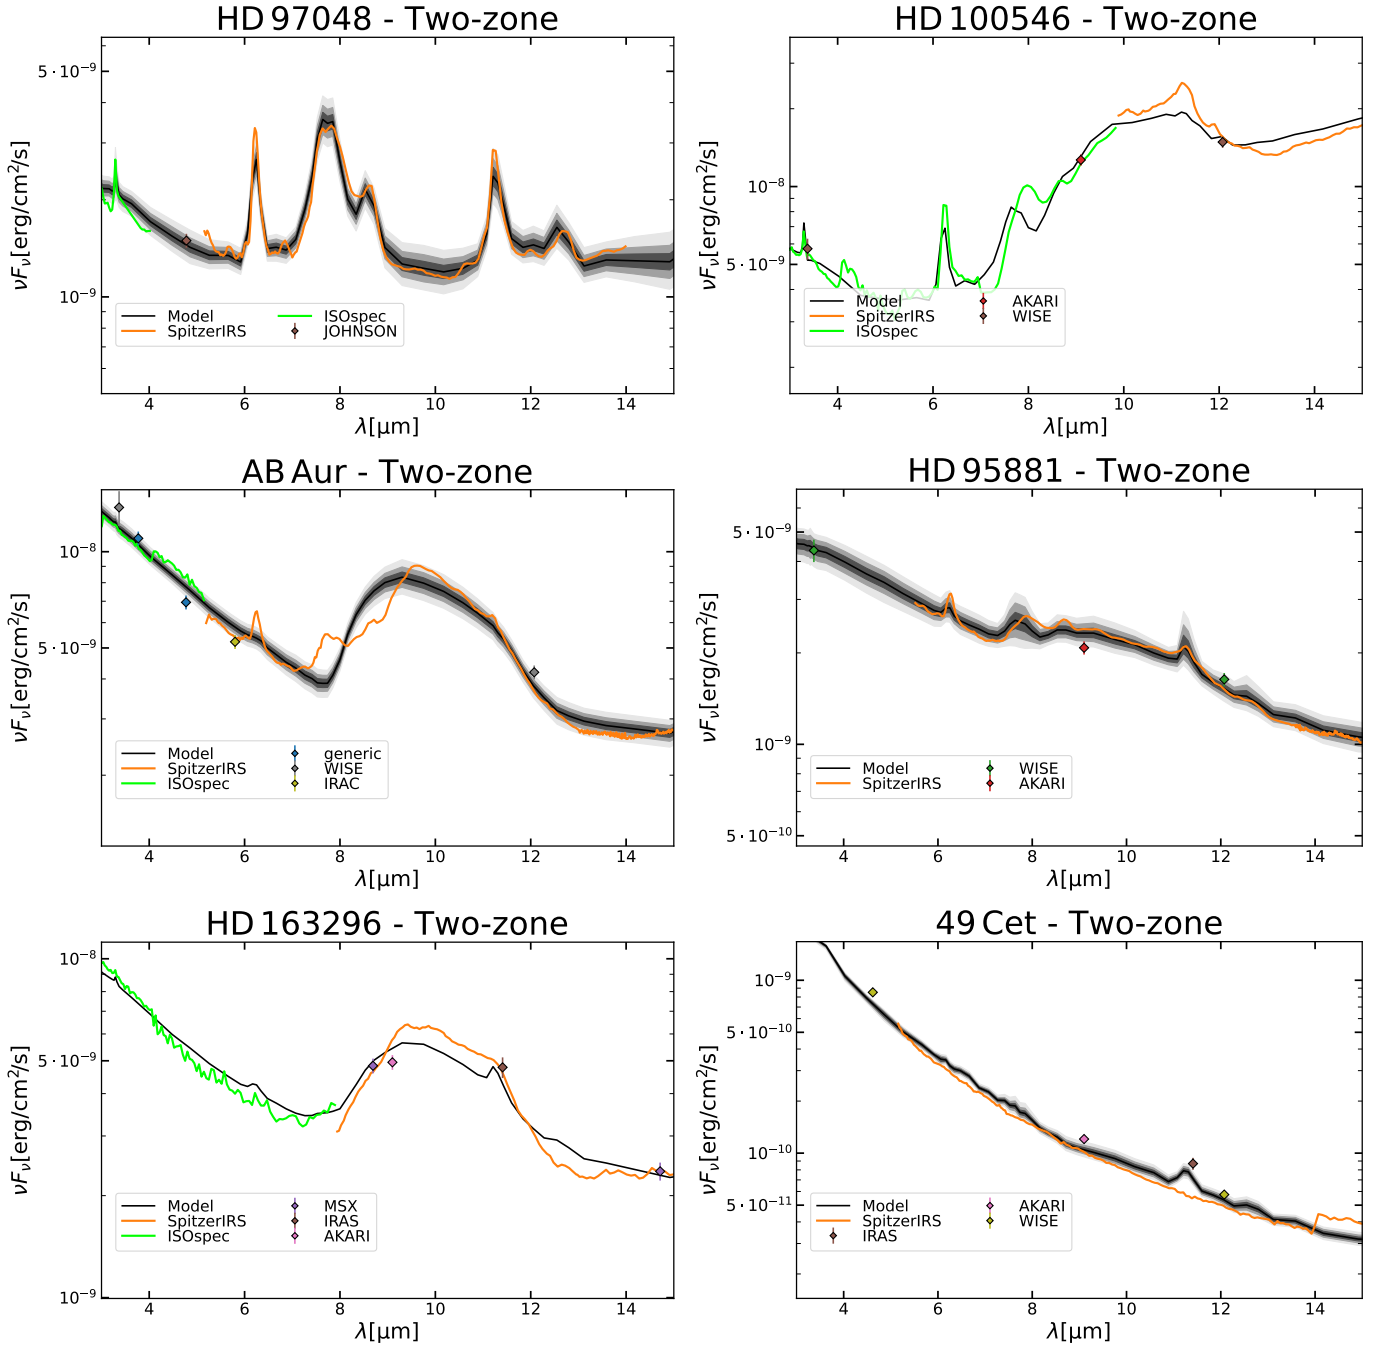 HD 97048 - Two-zone
5·10⁻⁹
10⁻⁹
νFν[erg/cm²/s]
Model
SpitzerIRS
ISOspec
JOHNSON
4 6 8 10 12 14
λ[μm]
HD 100546 - Two-zone
10⁻⁸
5·10⁻⁹
νFν[erg/cm²/s]
Model
SpitzerIRS
ISOspec
AKARI
WISE
4 6 8 10 12 14
λ[μm]
AB Aur - Two-zone
10⁻⁸
5·10⁻⁹
νFν[erg/cm²/s]
Model
SpitzerIRS
ISOspec
generic
WISE
IRAC
4 6 8 10 12 14
λ[μm]
HD 95881 - Two-zone
5·10⁻⁹
10⁻⁹
5·10⁻¹⁰
νFν[erg/cm²/s]
Model
SpitzerIRS
WISE
AKARI
4 6 8 10 12 14
λ[μm]
HD 163296 - Two-zone
10⁻⁸
5·10⁻⁹
10⁻⁹
νFν[erg/cm²/s]
Model
SpitzerIRS
ISOspec
MSX
IRAS
AKARI
4 6 8 10 12 14
λ[μm]
49 Cet - Two-zone
10⁻⁹
5·10⁻¹⁰
10⁻¹⁰
5·10⁻¹¹
νFν[erg/cm²/s]
Model
SpitzerIRS
IRAS
AKARI
WISE
4 6 8 10 12 14
λ[μm]